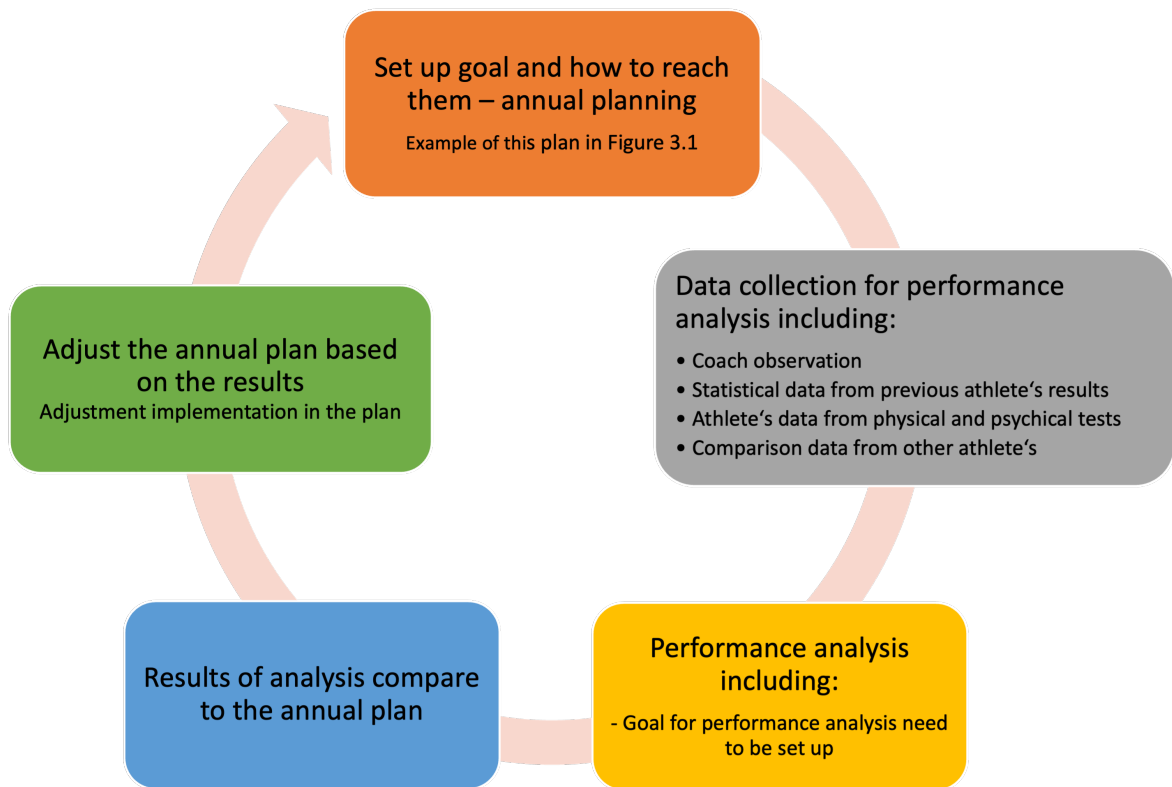 Set up goal and how to reach
them – annual planning
Example of this plan in Figure 3.1
Data collection for performance
analysis including:
• Coach observation
• Statistical data from previous athlete‘s results
• Athlete‘s data from physical and psychical tests
• Comparison data from other athlete‘s
Performance analysis
including:
- Goal for performance analysis need
to be set up
Results of analysis compare
to the annual plan
Adjust the annual plan based
on the results
Adjustment implementation in the plan